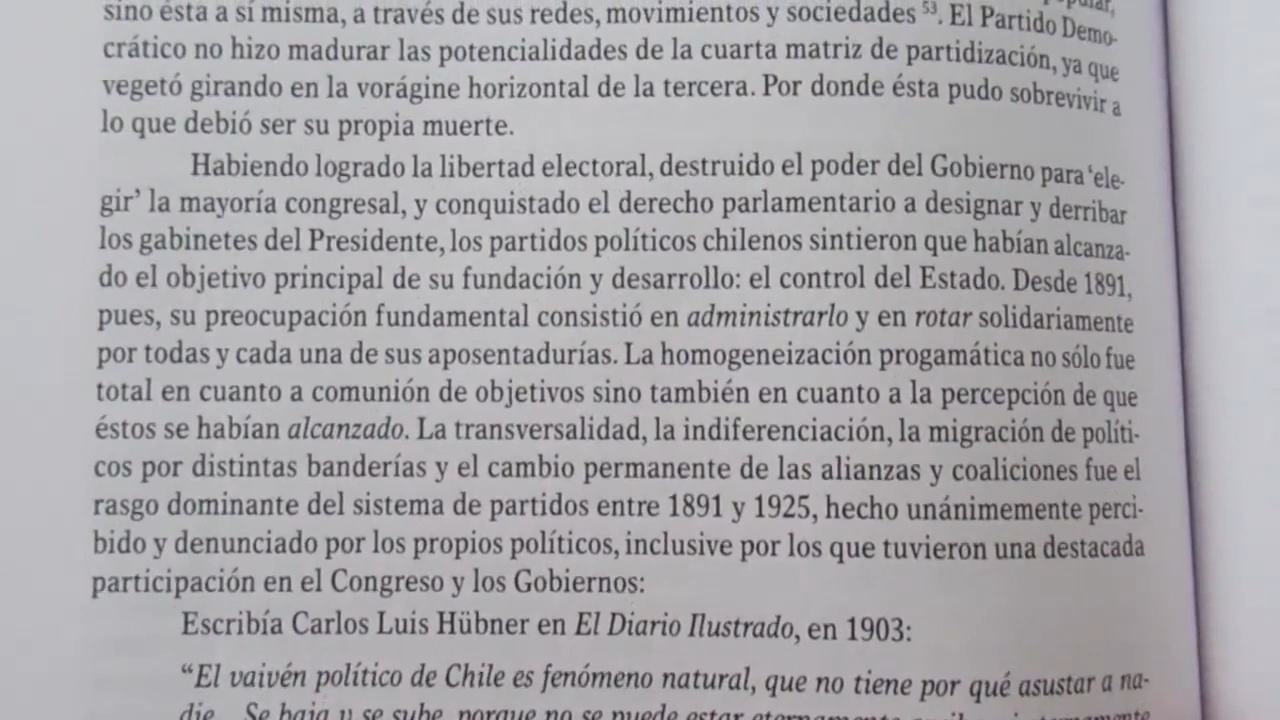 sino ésta a sí misma, a través de sus redes, movimientos y sociedades 53. El Partido Demo-
crático no hizo madurar las potencialidades de la cuarta matriz de partidización, ya que
vegetó girando en la vorágine horizontal de la tercera. Por donde ésta pudo sobrevivir a
lo que debió ser su propia muerte.
Habiendo logrado la libertad electoral, destruido el poder del Gobierno para ‘ele-
gir’ la mayoría congresal, y conquistado el derecho parlamentario a designar y derribar
los gabinetes del Presidente, los partidos políticos chilenos sintieron que habían alcanza-
do el objetivo principal de su fundación y desarrollo: el control del Estado. Desde 1891,
pues, su preocupación fundamental consistió en administrarlo y en rotar solidariamente
por todas y cada una de sus aposentadurías. La homogeneización progamática no sólo fue
total en cuanto a comunión de objetivos sino también en cuanto a la percepción de que
éstos se habían alcanzado. La transversalidad, la indiferenciación, la migración de políti-
cos por distintas banderías y el cambio permanente de las alianzas y coaliciones fue el
rasgo dominante del sistema de partidos entre 1891 y 1925, hecho unánimemente perci-
bido y denunciado por los propios políticos, inclusive por los que tuvieron una destacada
participación en el Congreso y los Gobiernos:
Escribía Carlos Luis Hübner en El Diario Ilustrado, en 1903:
“El vaivén político de Chile es fenómeno natural, que no tiene por qué asustar a na-
die... Se baja y se sube, porque no se puede estar eternamente